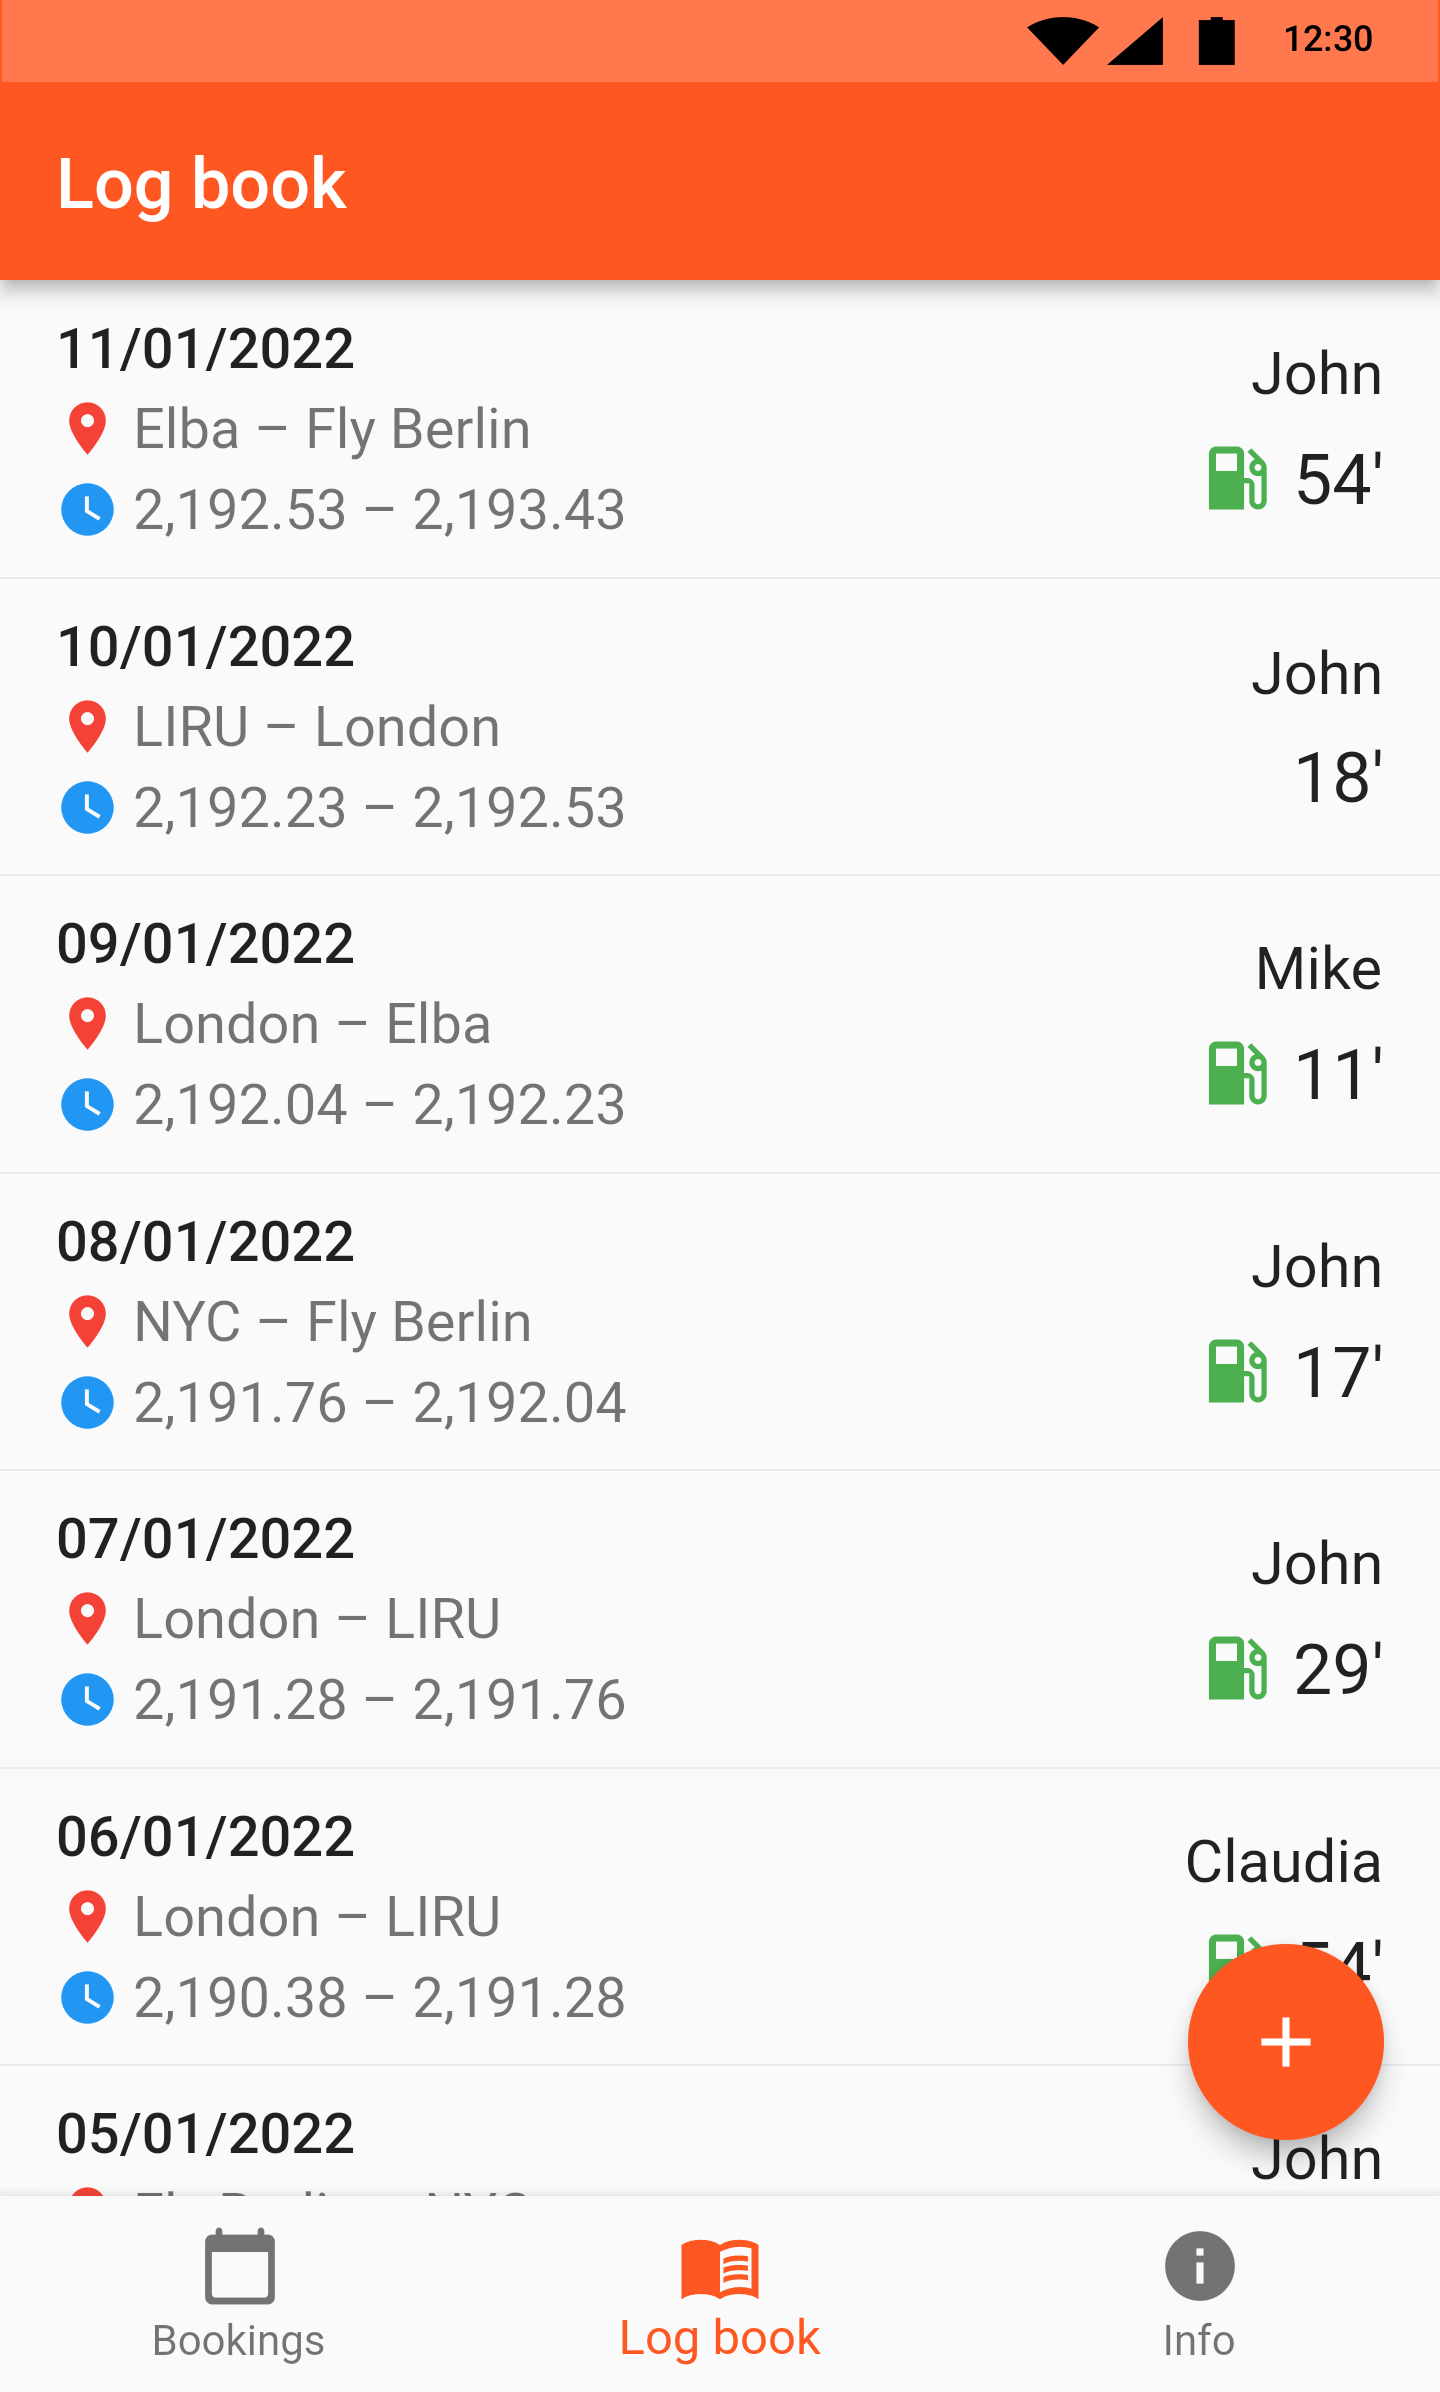 12:30
Log book
11/01/2022
John
Elba – Fly Berlin
54'
2,192.53 – 2,193.43
10/01/2022
John
LIRU – London
18'
2,192.23 – 2,192.53
09/01/2022
Mike
London – Elba
11'
2,192.04 – 2,192.23
08/01/2022
John
NYC – Fly Berlin
17'
2,191.76 – 2,192.04
07/01/2022
John
London – LIRU
29'
2,191.28 – 2,191.76
06/01/2022
Claudia
London – LIRU
54'
2,190.38 – 2,191.28
05/01/2022
John
Bookings
Log book
Info